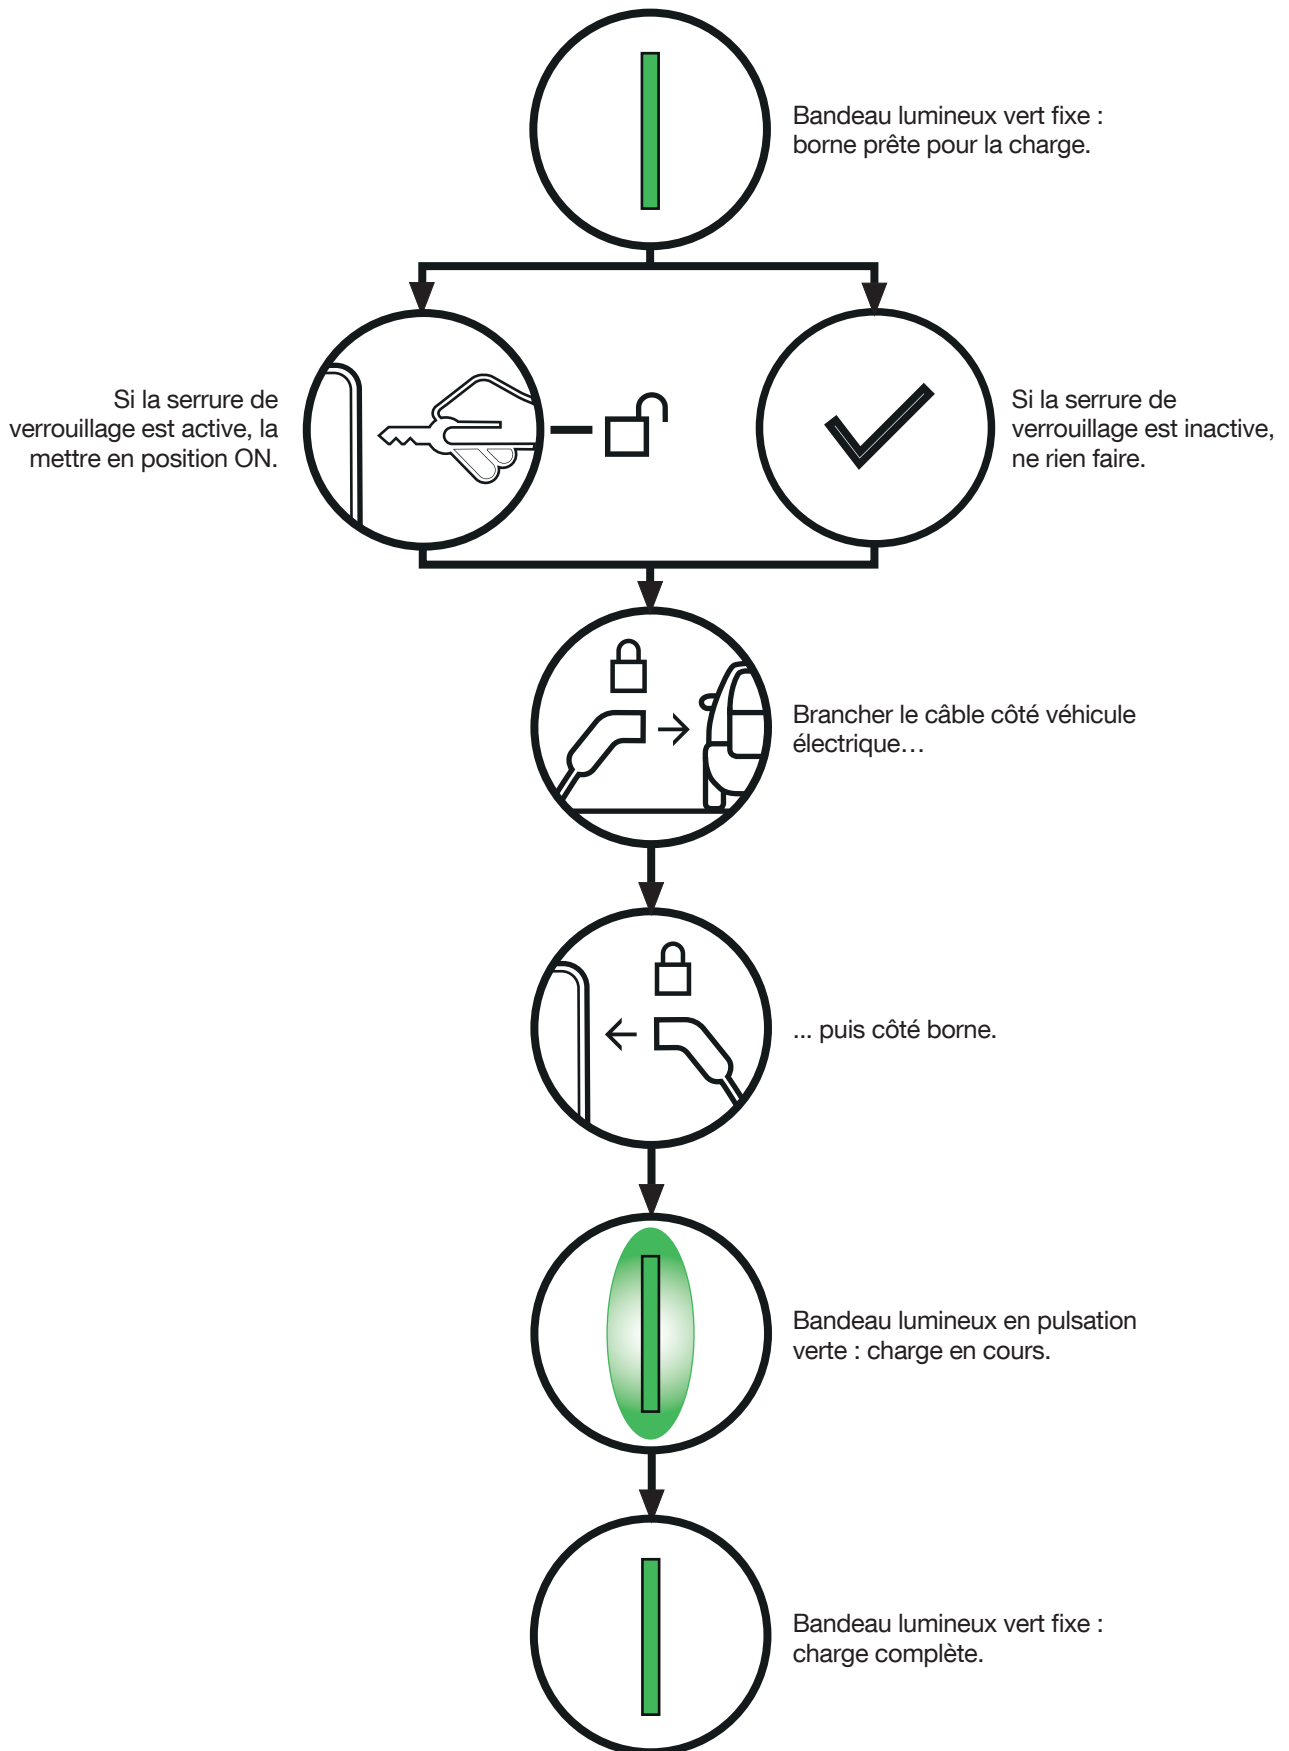 Bandeau lumineux vert fixe :
borne prête pour la charge.
Si la serrure de
verrouillage est active, la
mettre en position ON.
Si la serrure de
verrouillage est inactive,
ne rien faire.
Brancher le câble côté véhicule
électrique…
... puis côté borne.
Bandeau lumineux en pulsation
verte : charge en cours.
Bandeau lumineux vert fixe :
charge complète.